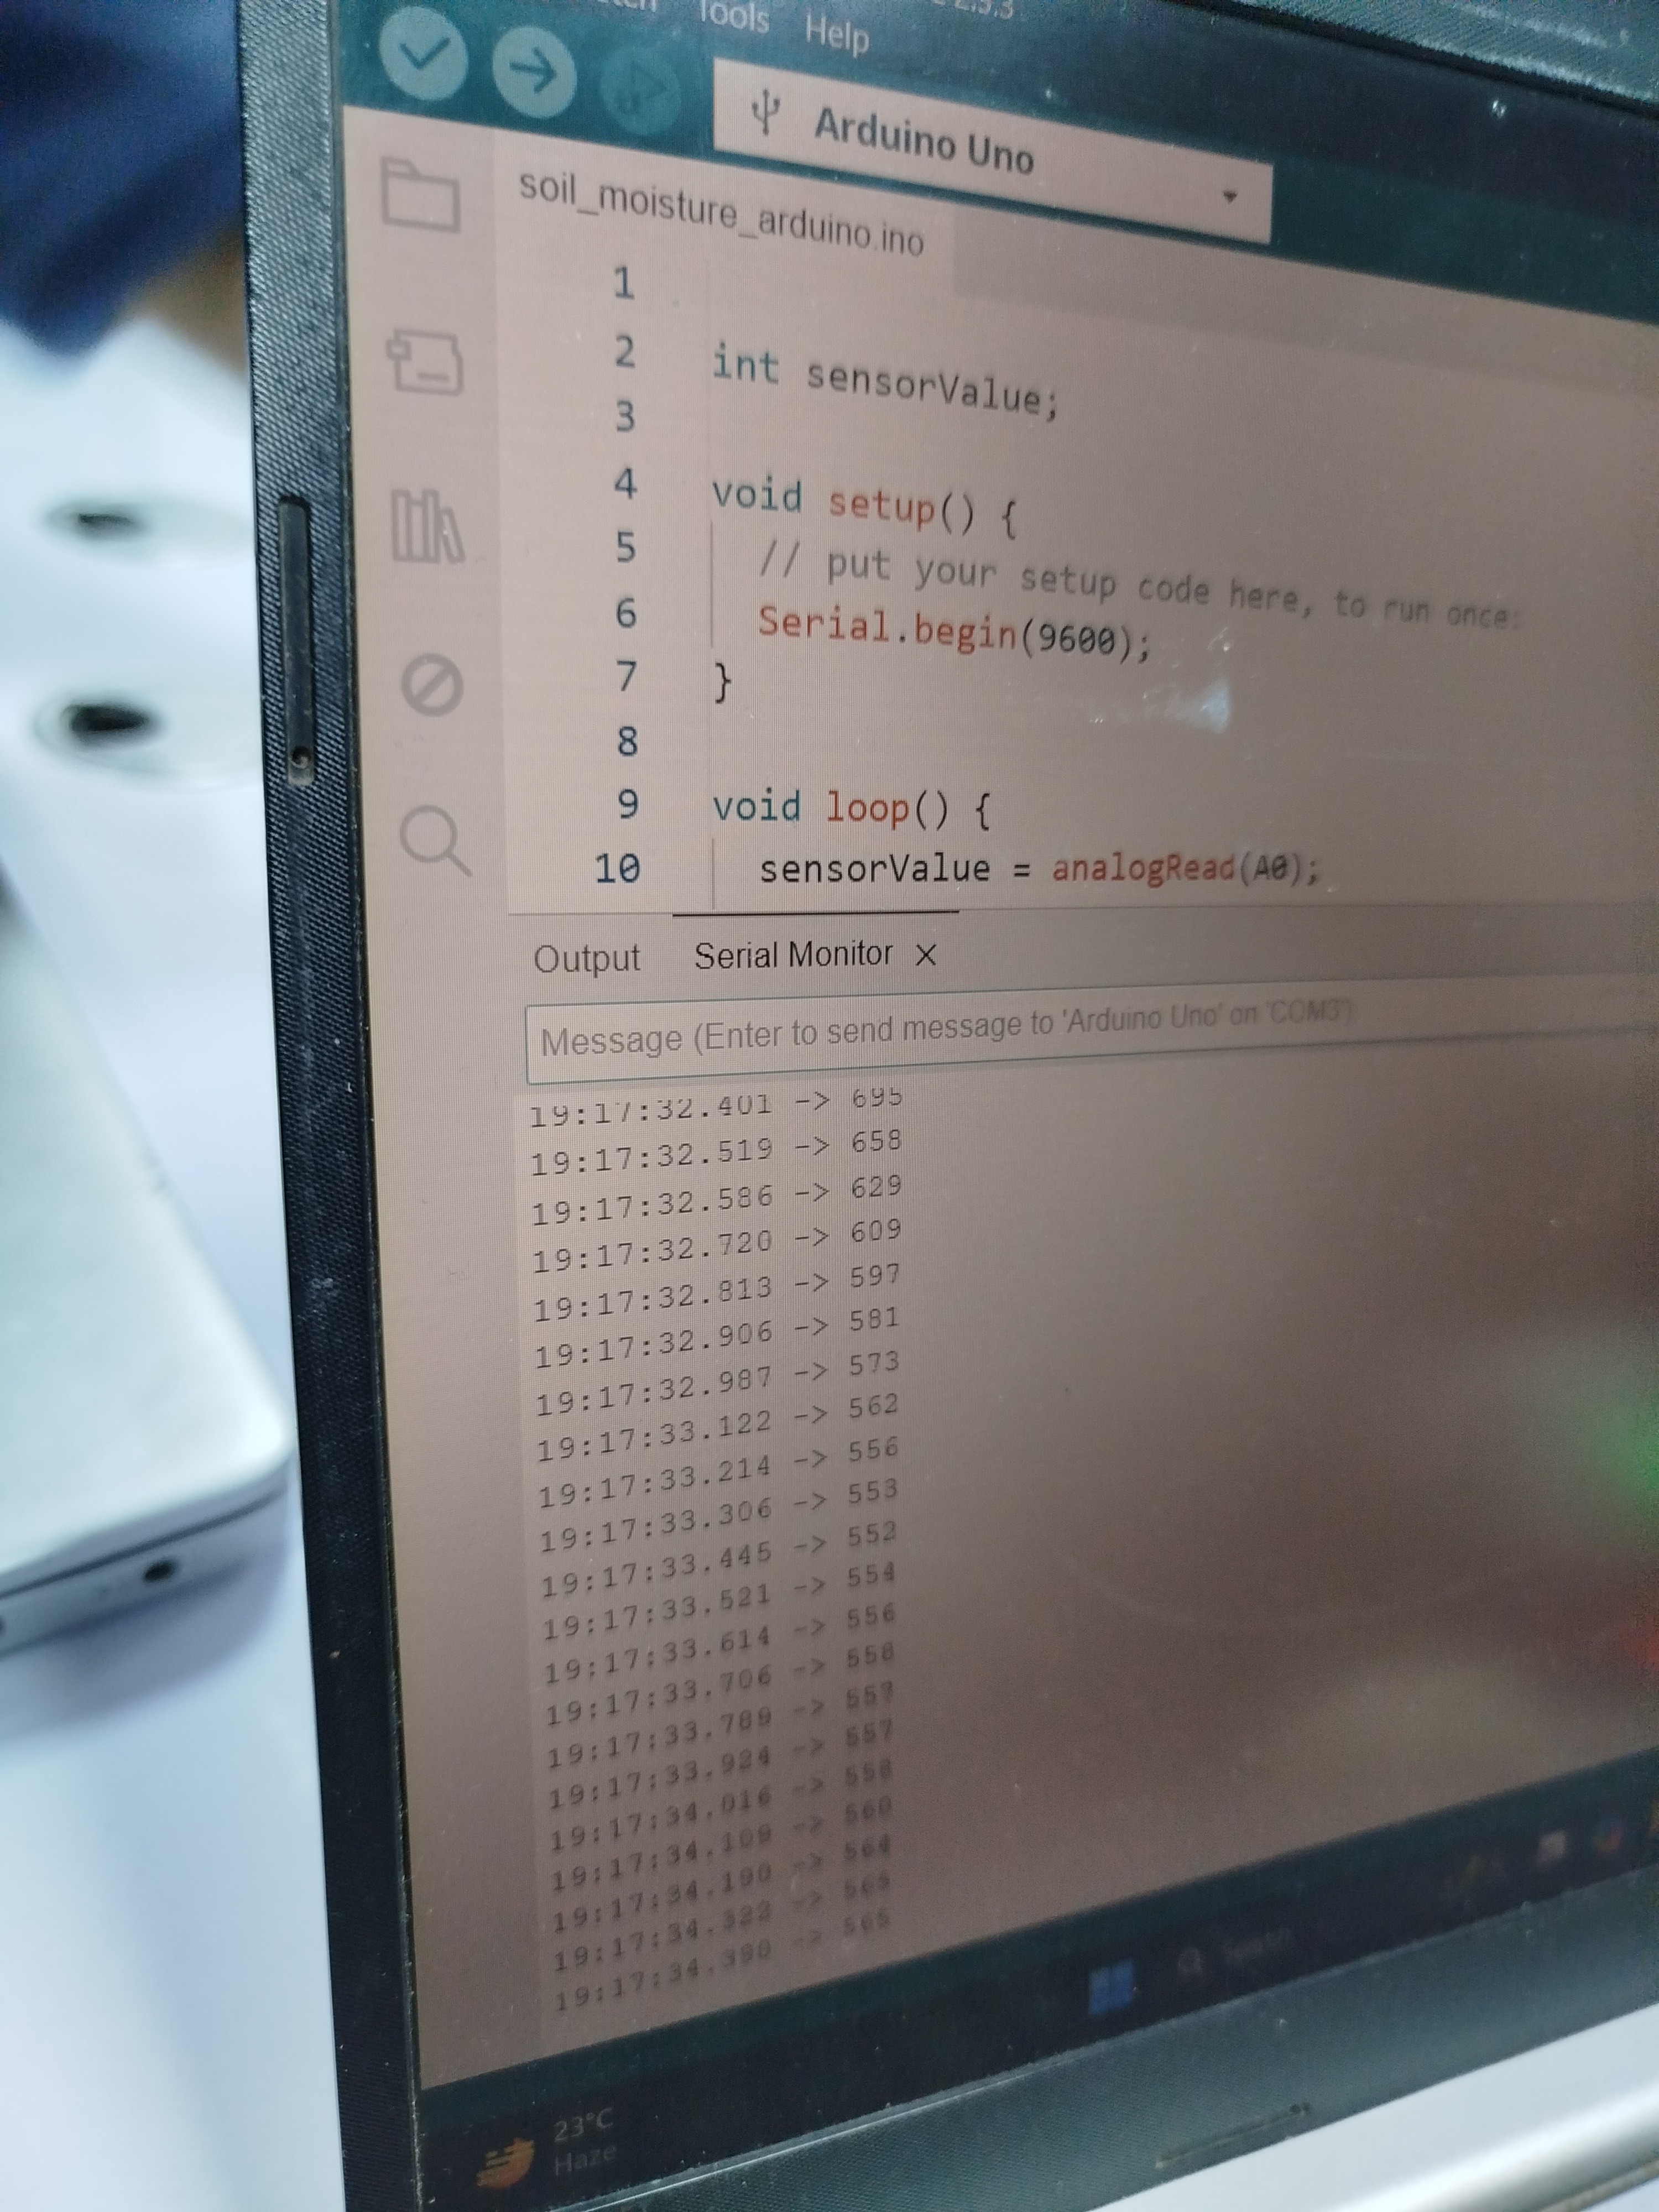 Tools Help
Arduino Uno
soil_moisture_arduino.ino
1
2 int sensorValue;
3
4 void setup() {
5 // put your setup code here, to run once:
6 Serial.begin(9600);
7 }
8
9 void loop() {
10 sensorValue = analogRead(A0);
Output Serial Monitor X
Message (Enter to send message to 'Arduino Uno' on 'COM3')
19:17:32.401 -> 695
19:17:32.519 -> 658
19:17:32.586 -> 629
19:17:32.720 -> 609
19:17:32.813 -> 597
19:17:32.906 -> 581
19:17:32.987 -> 573
19:17:33.122 -> 562
19:17:33.214 -> 556
19:17:33.306 -> 553
19:17:33.445 -> 552
19:17:33.521 -> 554
19:17:33.614 -> 556
19:17:33.706 -> 558
19:17:33.789 -> 557
19:17:33.924 -> 557
19:17:34.016 -> 558
19:17:34.109 -> 560
19:17:34.190 -> 564
19:17:34.322 -> 565
19:17:34.390 -> 565
Search
23°C
Haze